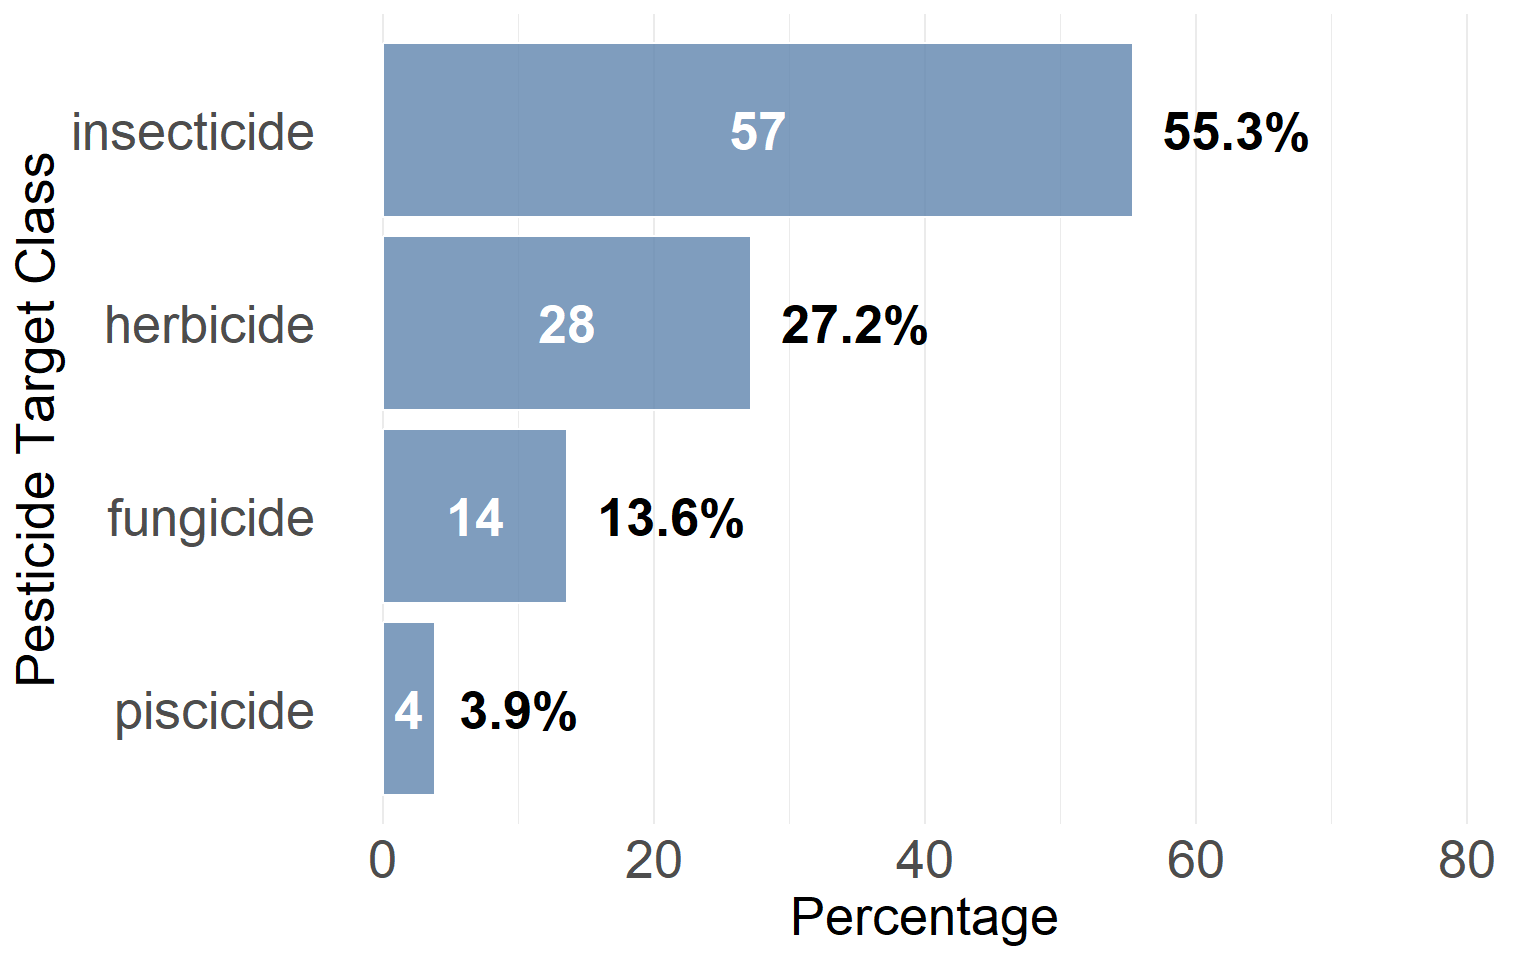 Pesticide Target Class
insecticide
57
55.3%
herbicide
28
27.2%
fungicide
14
13.6%
piscicide
4
3.9%
0 20 40 60 80
Percentage